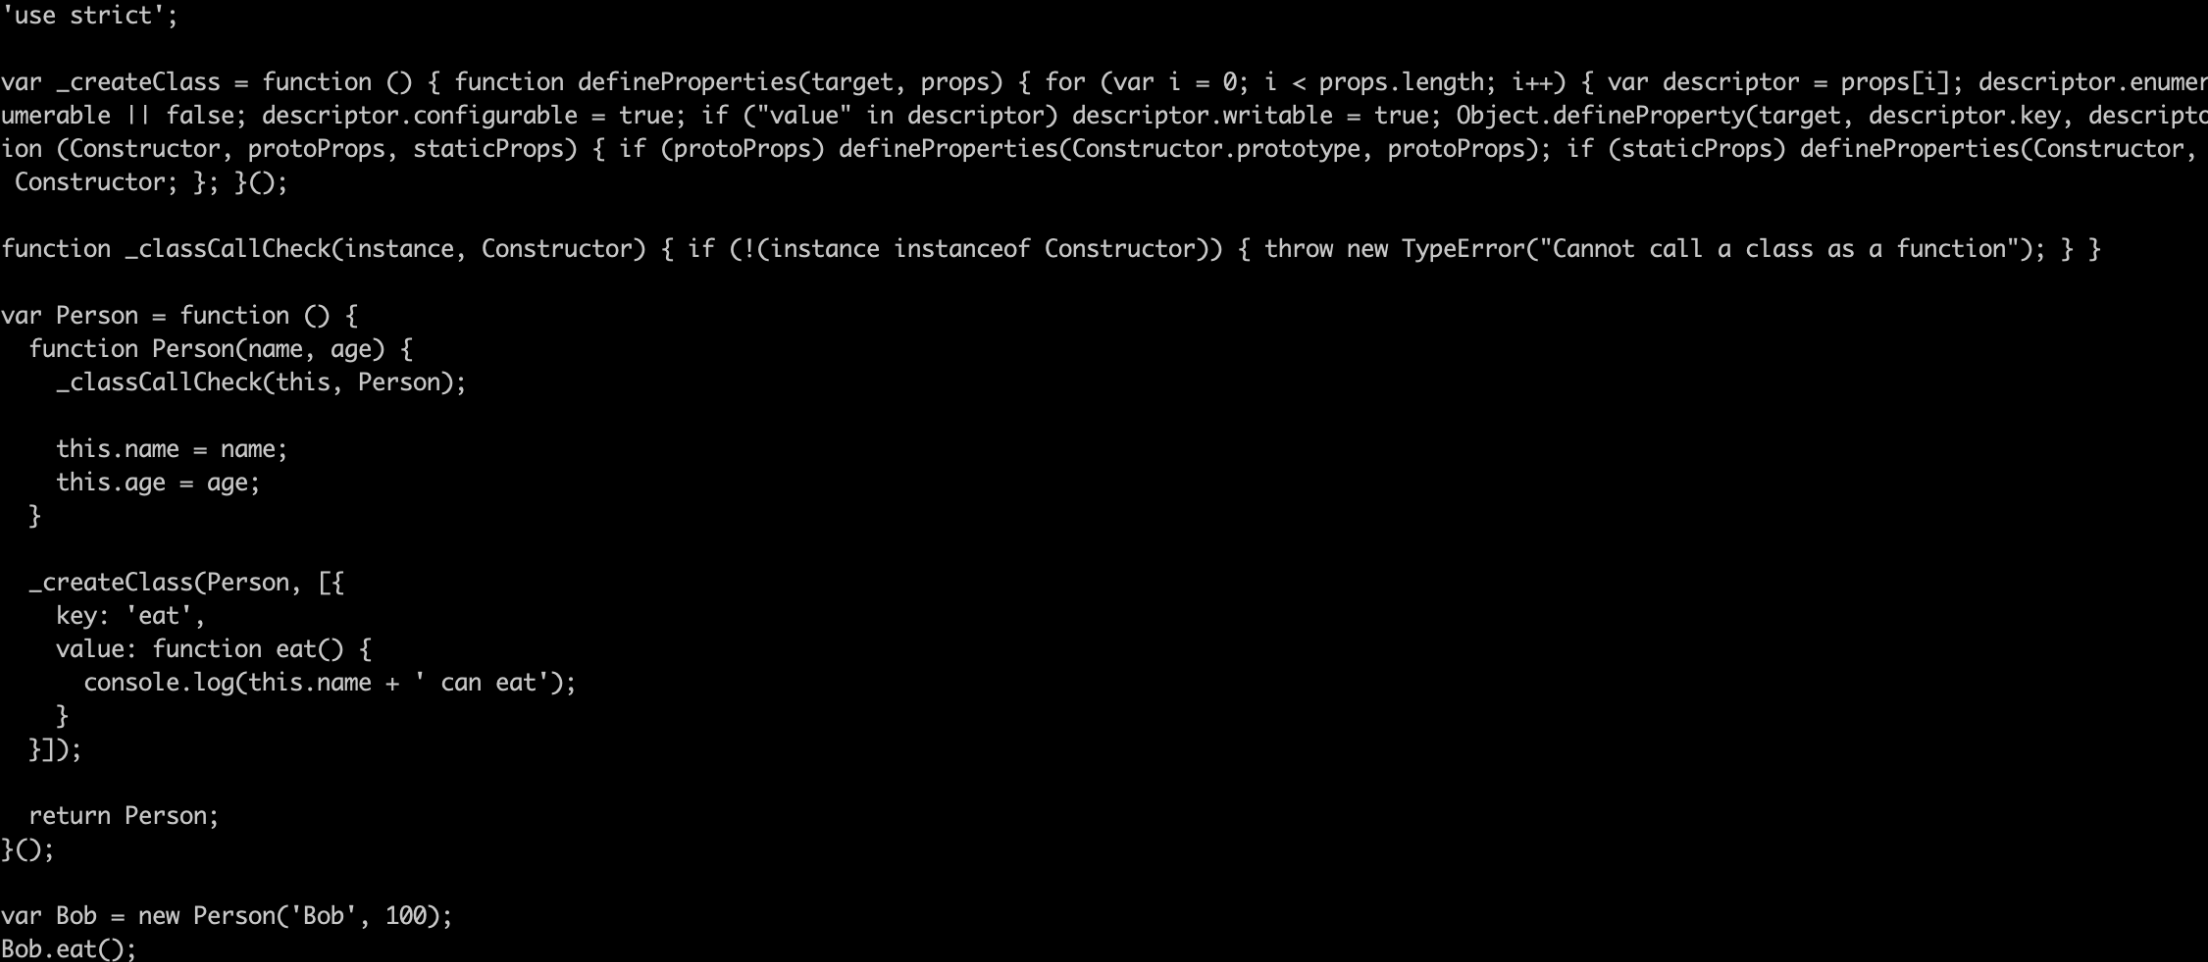 'use strict';
var _createClass = function () { function defineProperties(target, props) { for (var i = 0; i < props.length; i++) { var descriptor = props[i]; descriptor.enumer
umerable || false; descriptor.configurable = true; if ("value" in descriptor) descriptor.writable = true; Object.defineProperty(target, descriptor.key, descripto
ion (Constructor, protoProps, staticProps) { if (protoProps) defineProperties(Constructor.prototype, protoProps); if (staticProps) defineProperties(Constructor,
 Constructor; }; }();
function _classCallCheck(instance, Constructor) { if (!(instance instanceof Constructor)) { throw new TypeError("Cannot call a class as a function"); } }
var Person = function () {
  function Person(name, age) {
    _classCallCheck(this, Person);
    this.name = name;
    this.age = age;
  }
  _createClass(Person, [{
    key: 'eat',
    value: function eat() {
      console.log(this.name + ' can eat');
    }
  }]);
  return Person;
}();
var Bob = new Person('Bob', 100);
Bob.eat();